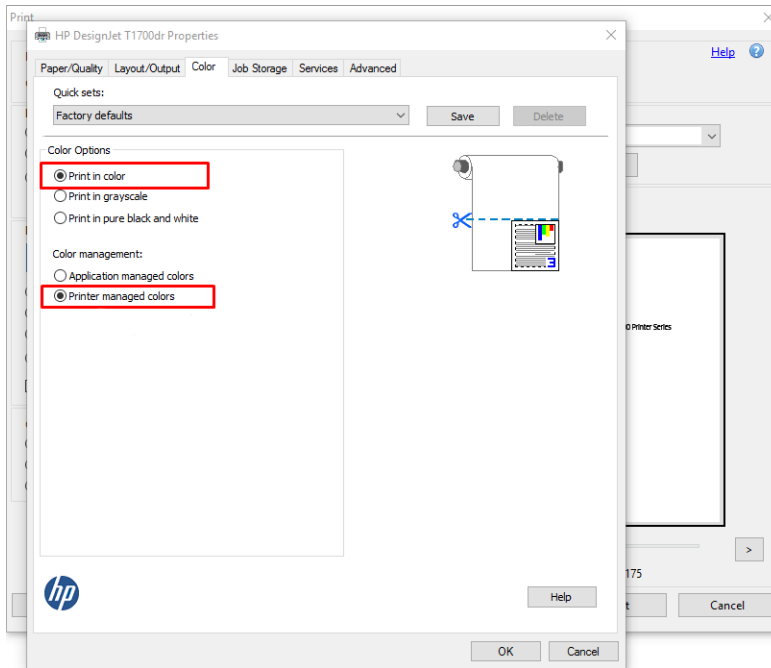 Print
HP DesignJet T1700dr Properties
Help
Paper/Quality Layout/Output Color Job Storage Services Advanced
Quick sets:
Factory defaults
Save
Delete
Color Options
Print in color
Print in grayscale
Print in pure black and white
3
Color management:
Application managed colors
Printer managed colors
0 Printer Series
>
175
hp
Help
t
Cancel
OK
Cancel